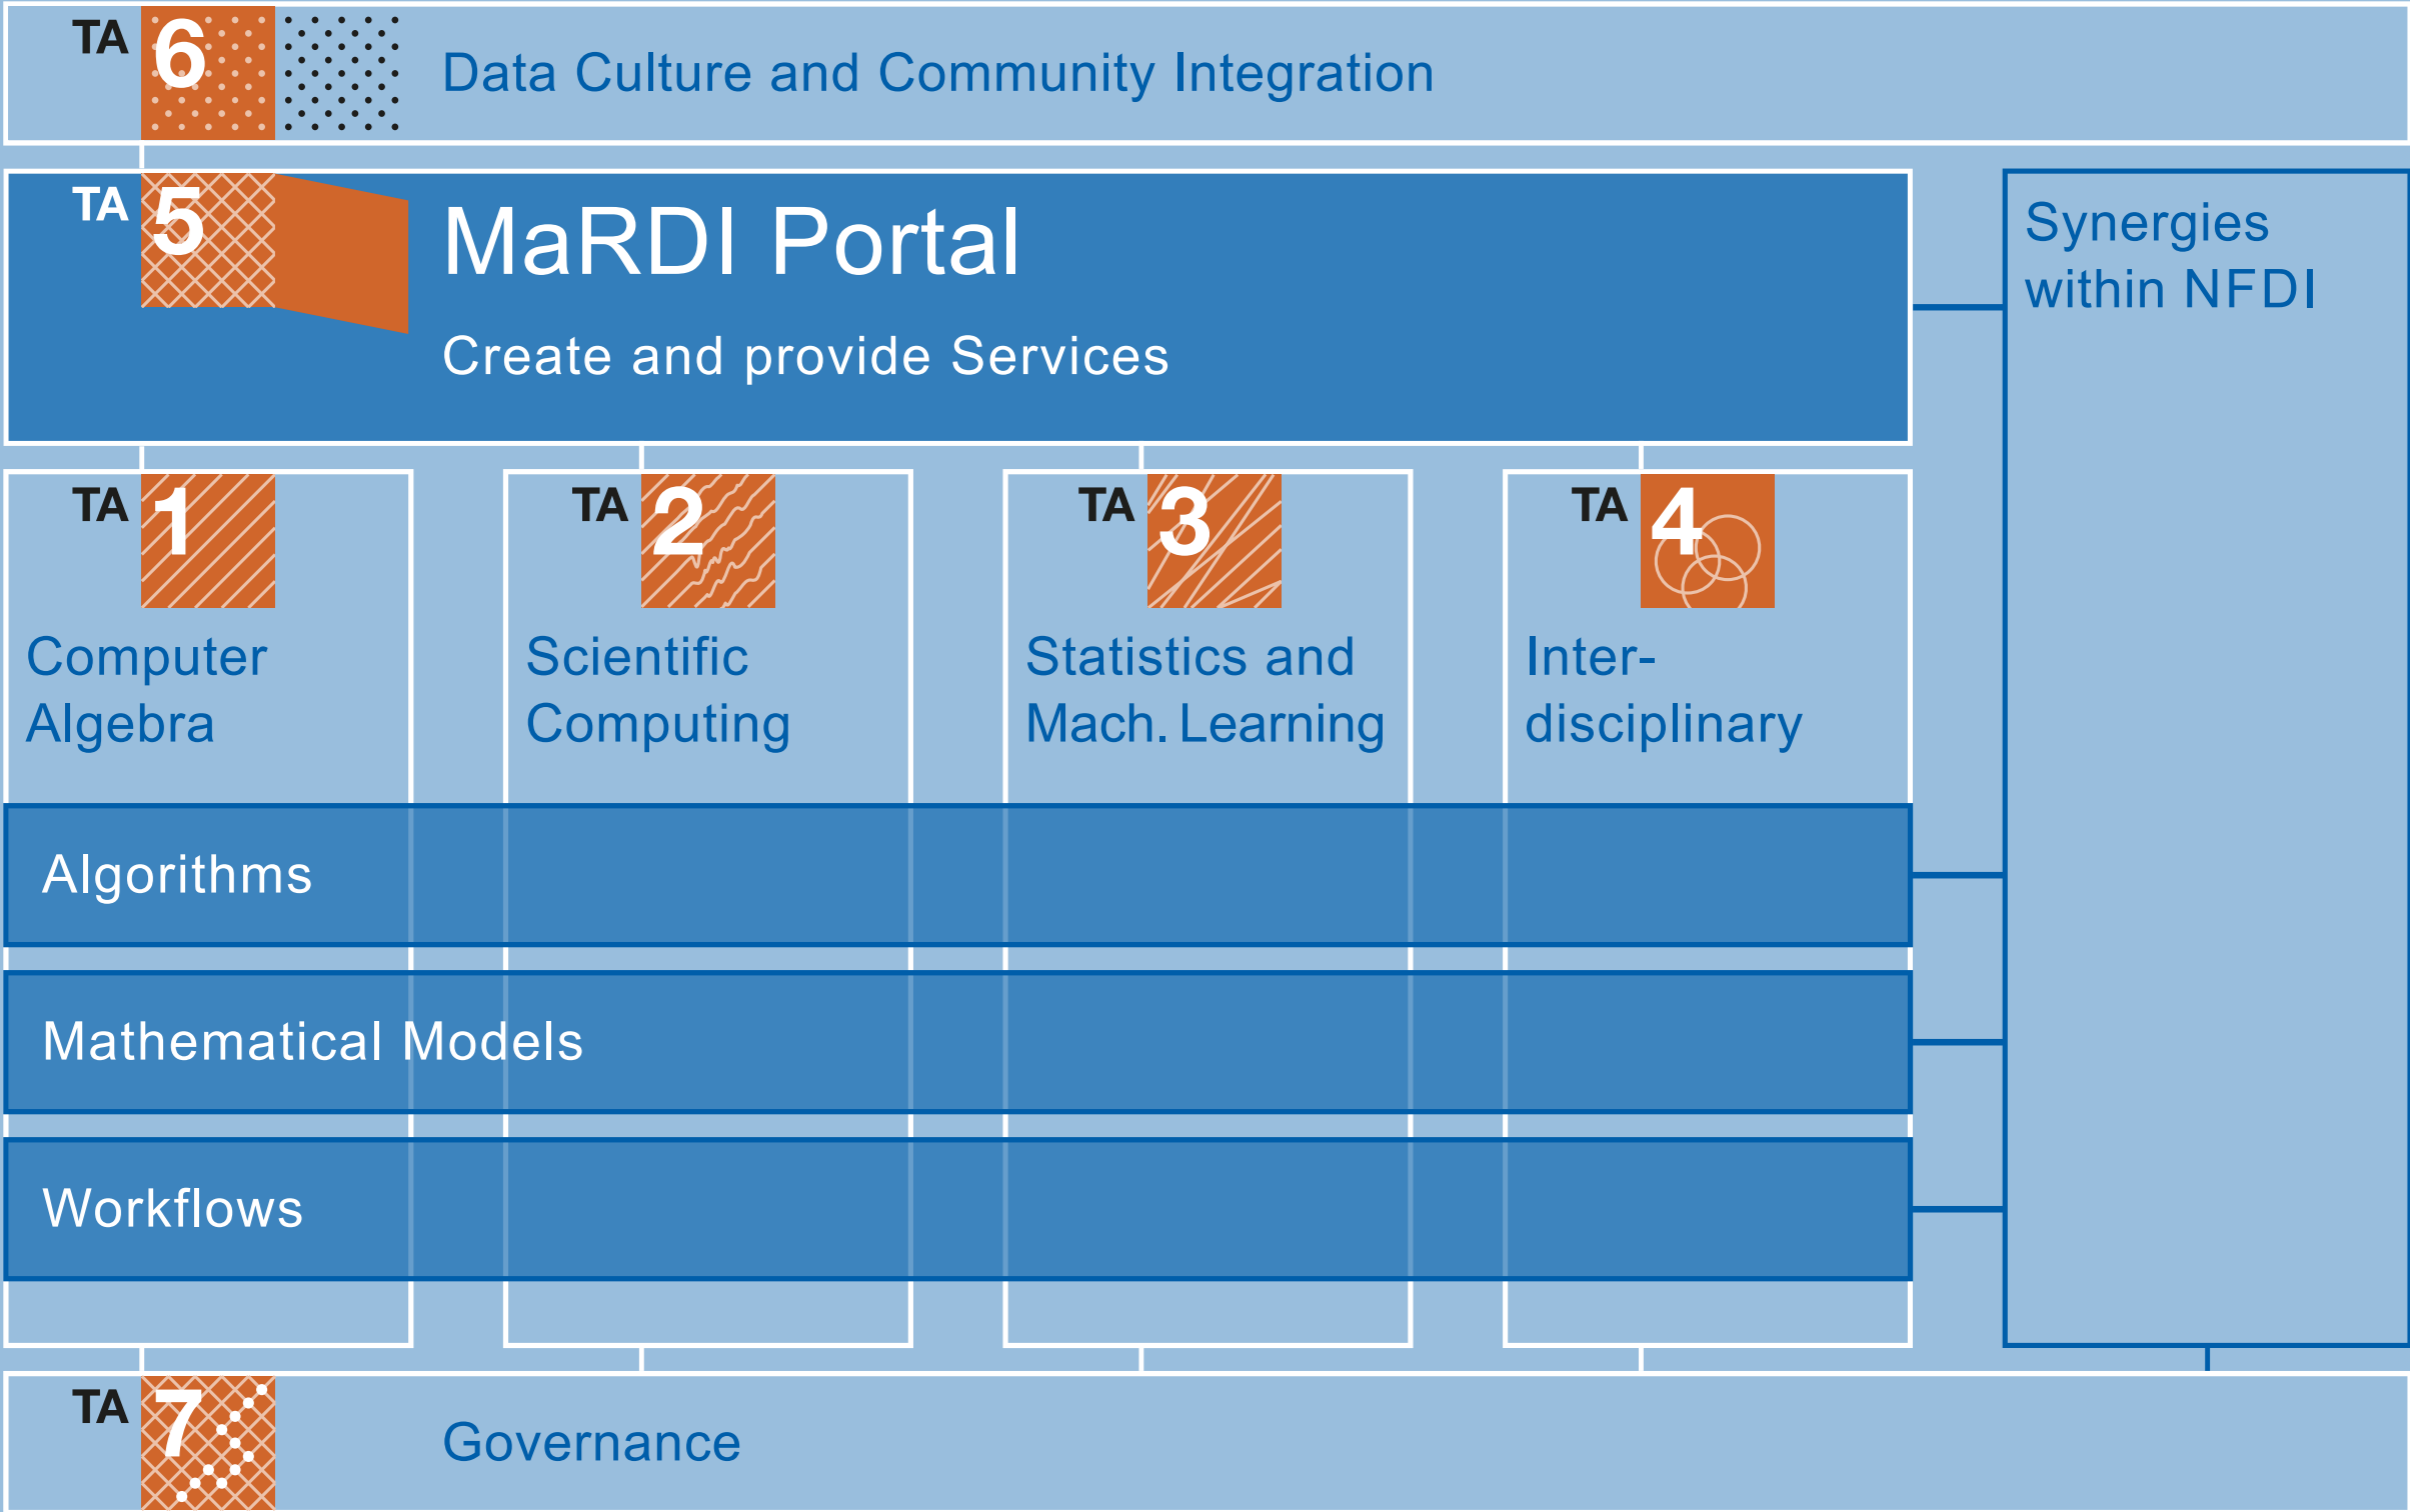 TA 6 Data Culture and Community Integration
TA 5 MaRDI Portal
Create and provide Services
Synergies
within NFDI
TA 1
Computer
Algebra
TA 2
Scientific
Computing
TA 3
Statistics and
Mach. Learning
TA 4
Inter-
disciplinary
Algorithms
Mathematical Models
Workflows
TA 7 Governance